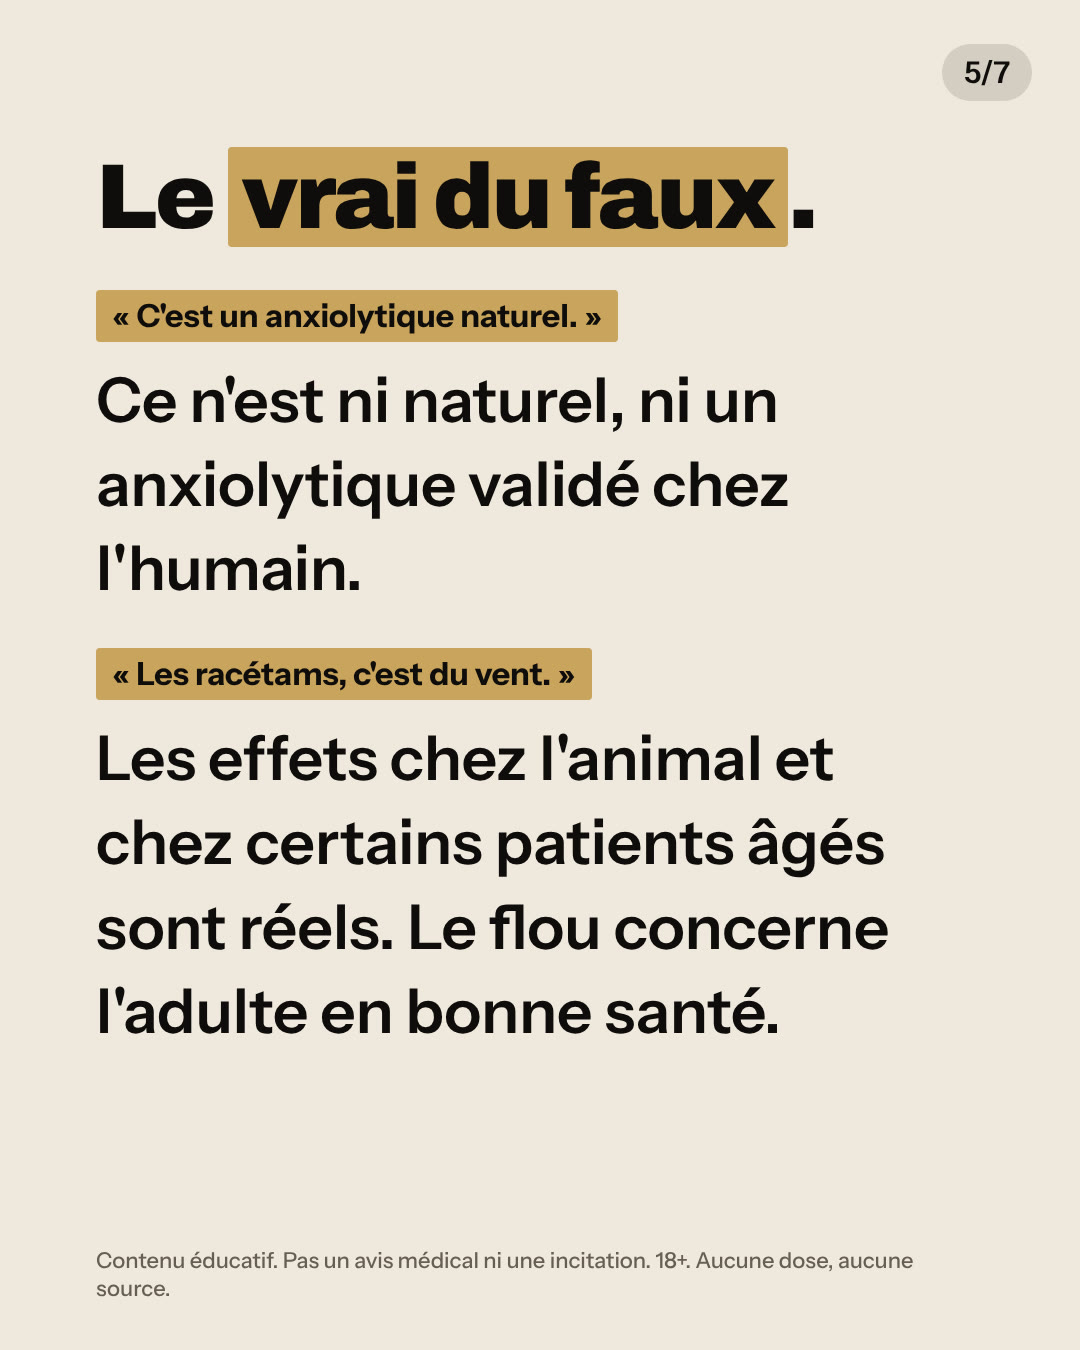 5/7
Le vrai du faux.
« C'est un anxiolytique naturel. »
Ce n'est ni naturel, ni un
anxiolytique validé chez
l'humain.
« Les racétams, c'est du vent. »
Les effets chez l'animal et
chez certains patients âgés
sont réels. Le flou concerne
l'adulte en bonne santé.
Contenu éducatif. Pas un avis médical ni une incitation. 18+. Aucune dose, aucune
source.